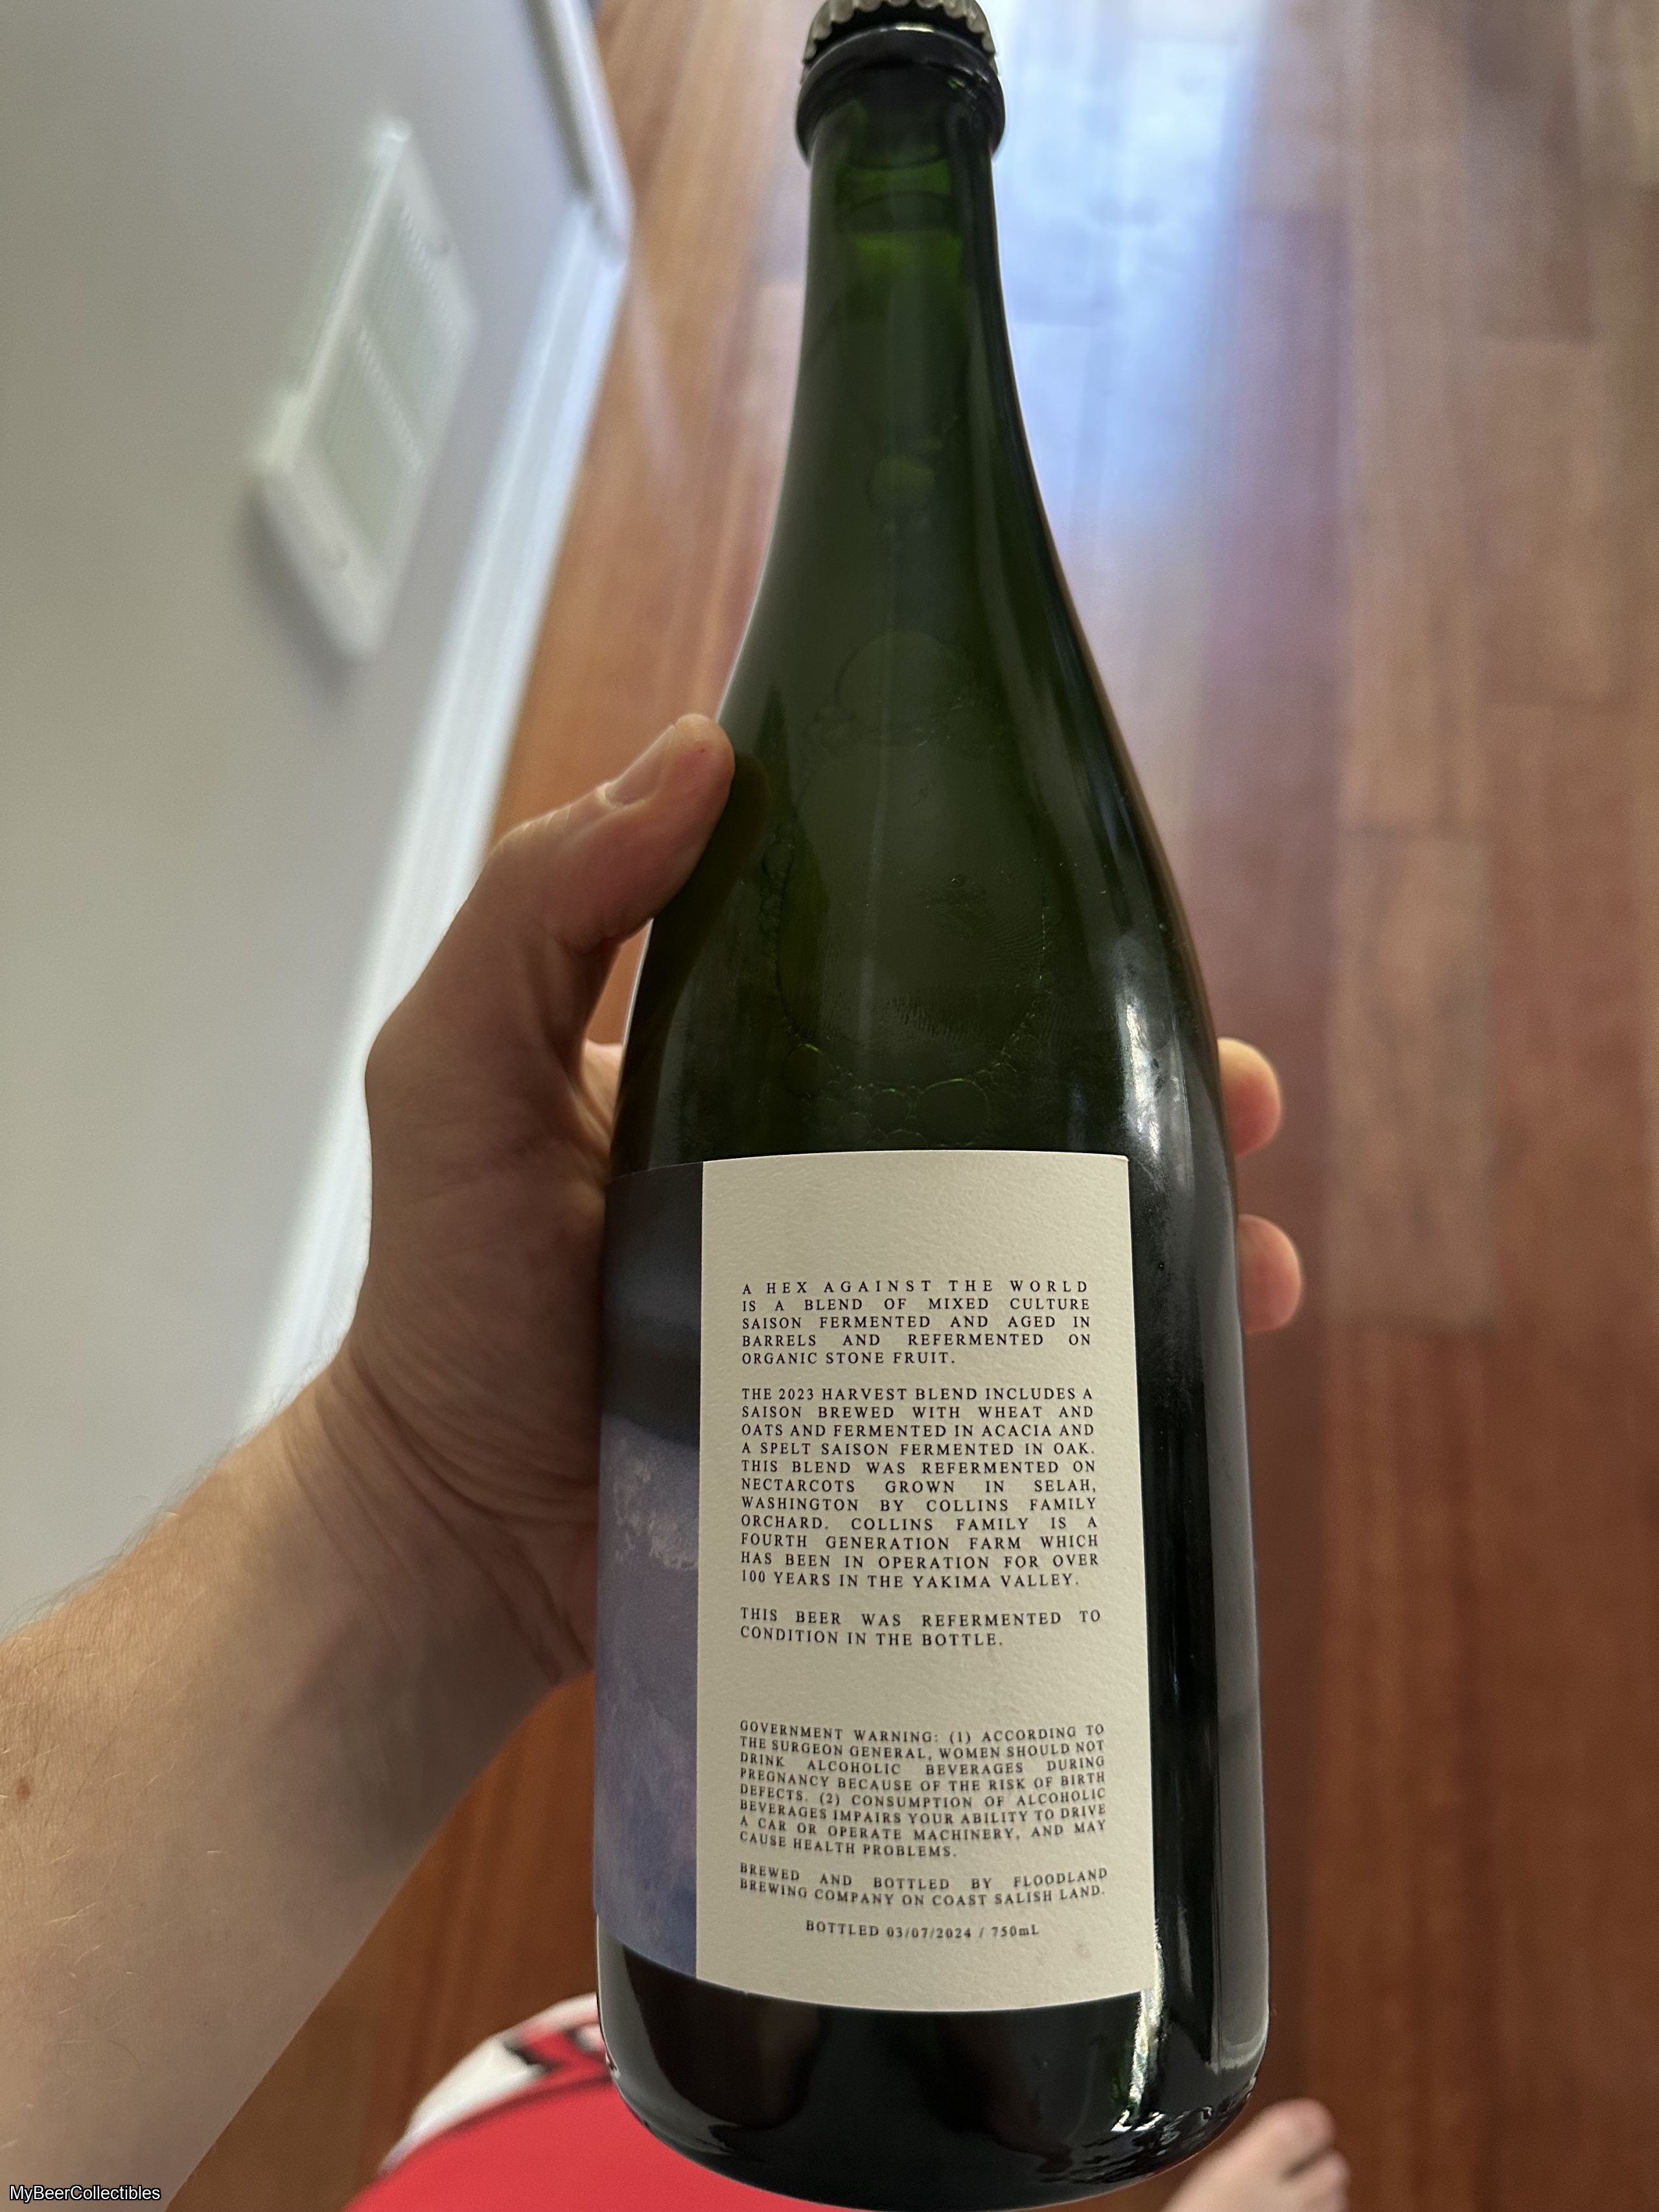 A HEX AGAINST THE WORLD
IS A BLEND OF MIXED CULTURE
SAISON FERMENTED AND AGED IN
BARRELS AND REFERMENTED ON
ORGANIC STONE FRUIT.
THE 2023 HARVEST BLEND INCLUDES A
SAISON BREWED WITH WHEAT AND
OATS AND FERMENTED IN ACACIA AND
A SPELT SAISON FERMENTED IN OAK.
THIS BLEND WAS REFERMENTED ON
NECTARCOTS GROWN IN SELAH,
WASHINGTON BY COLLINS FAMILY
ORCHARD. COLLINS FAMILY IS A
FOURTH GENERATION FARM WHICH
HAS BEEN IN OPERATION FOR OVER
100 YEARS IN THE YAKIMA VALLEY.
THIS BEER WAS REFERMENTED TO
CONDITION IN THE BOTTLE.
GOVERNMENT WARNING: (1) ACCORDING TO
THE SURGEON GENERAL, WOMEN SHOULD NOT
DRINK ALCOHOLIC BEVERAGES DURING
PREGNANCY BECAUSE OF THE RISK OF BIRTH
DEFECTS. (2) CONSUMPTION OF ALCOHOLIC
BEVERAGES IMPAIRS YOUR ABILITY TO DRIVE
A CAR OR OPERATE MACHINERY, AND MAY
CAUSE HEALTH PROBLEMS.
BREWED AND BOTTLED BY FLOODLAND
BREWING COMPANY ON COAST SALISH LAND.
BOTTLED 03/07/2024 / 750mL
MyBeerCollectibles